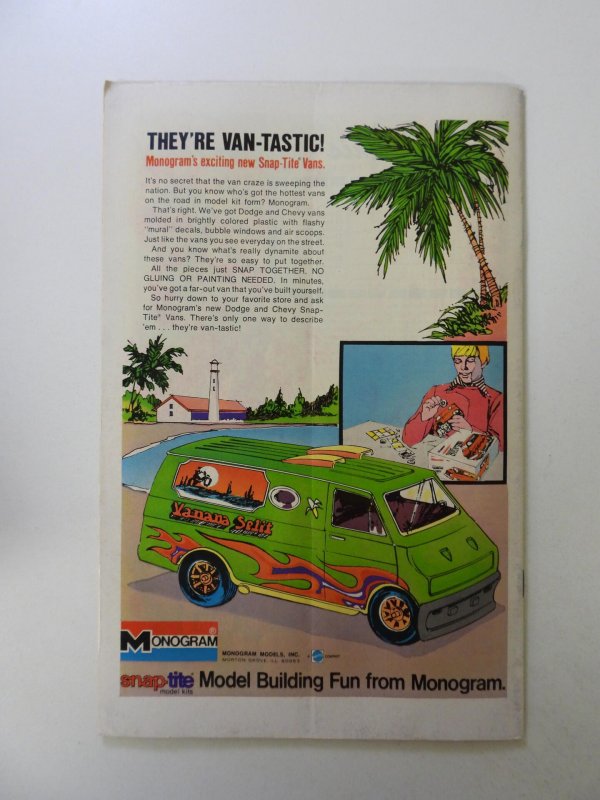 THEY'RE VAN-TASTIC!
Monogram's exciting new Snap-Tite® Vans.
It's no secret that the van craze is sweeping the
nation. But you know who's got the hottest vans
on the road in model kit form? Monogram.
That's right. We've got Dodge and Chevy vans
molded in brightly colored plastic with flashy
"mural" decals, bubble windows and air scoops.
Just like the vans you see everyday on the street.
And you know what's really dynamite about
these vans? They're so easy to put together.
All the pieces just SNAP TOGETHER. NO
GLUING OR PAINTING NEEDED. In minutes,
you've got a far-out van that you've built yourself.
So hurry down to your favorite store and ask
for Monogram's new Dodge and Chevy Snap-
Tite® Vans. There's only one way to describe
'em . . . they're van-tastic!
Vanana Split
MONOGRAM®
MONOGRAM MODELS, INC.
MORTON GROVE, ILL 60053
A
COMPANY
snap-tite®
model kits
Model Building Fun from Monogram.